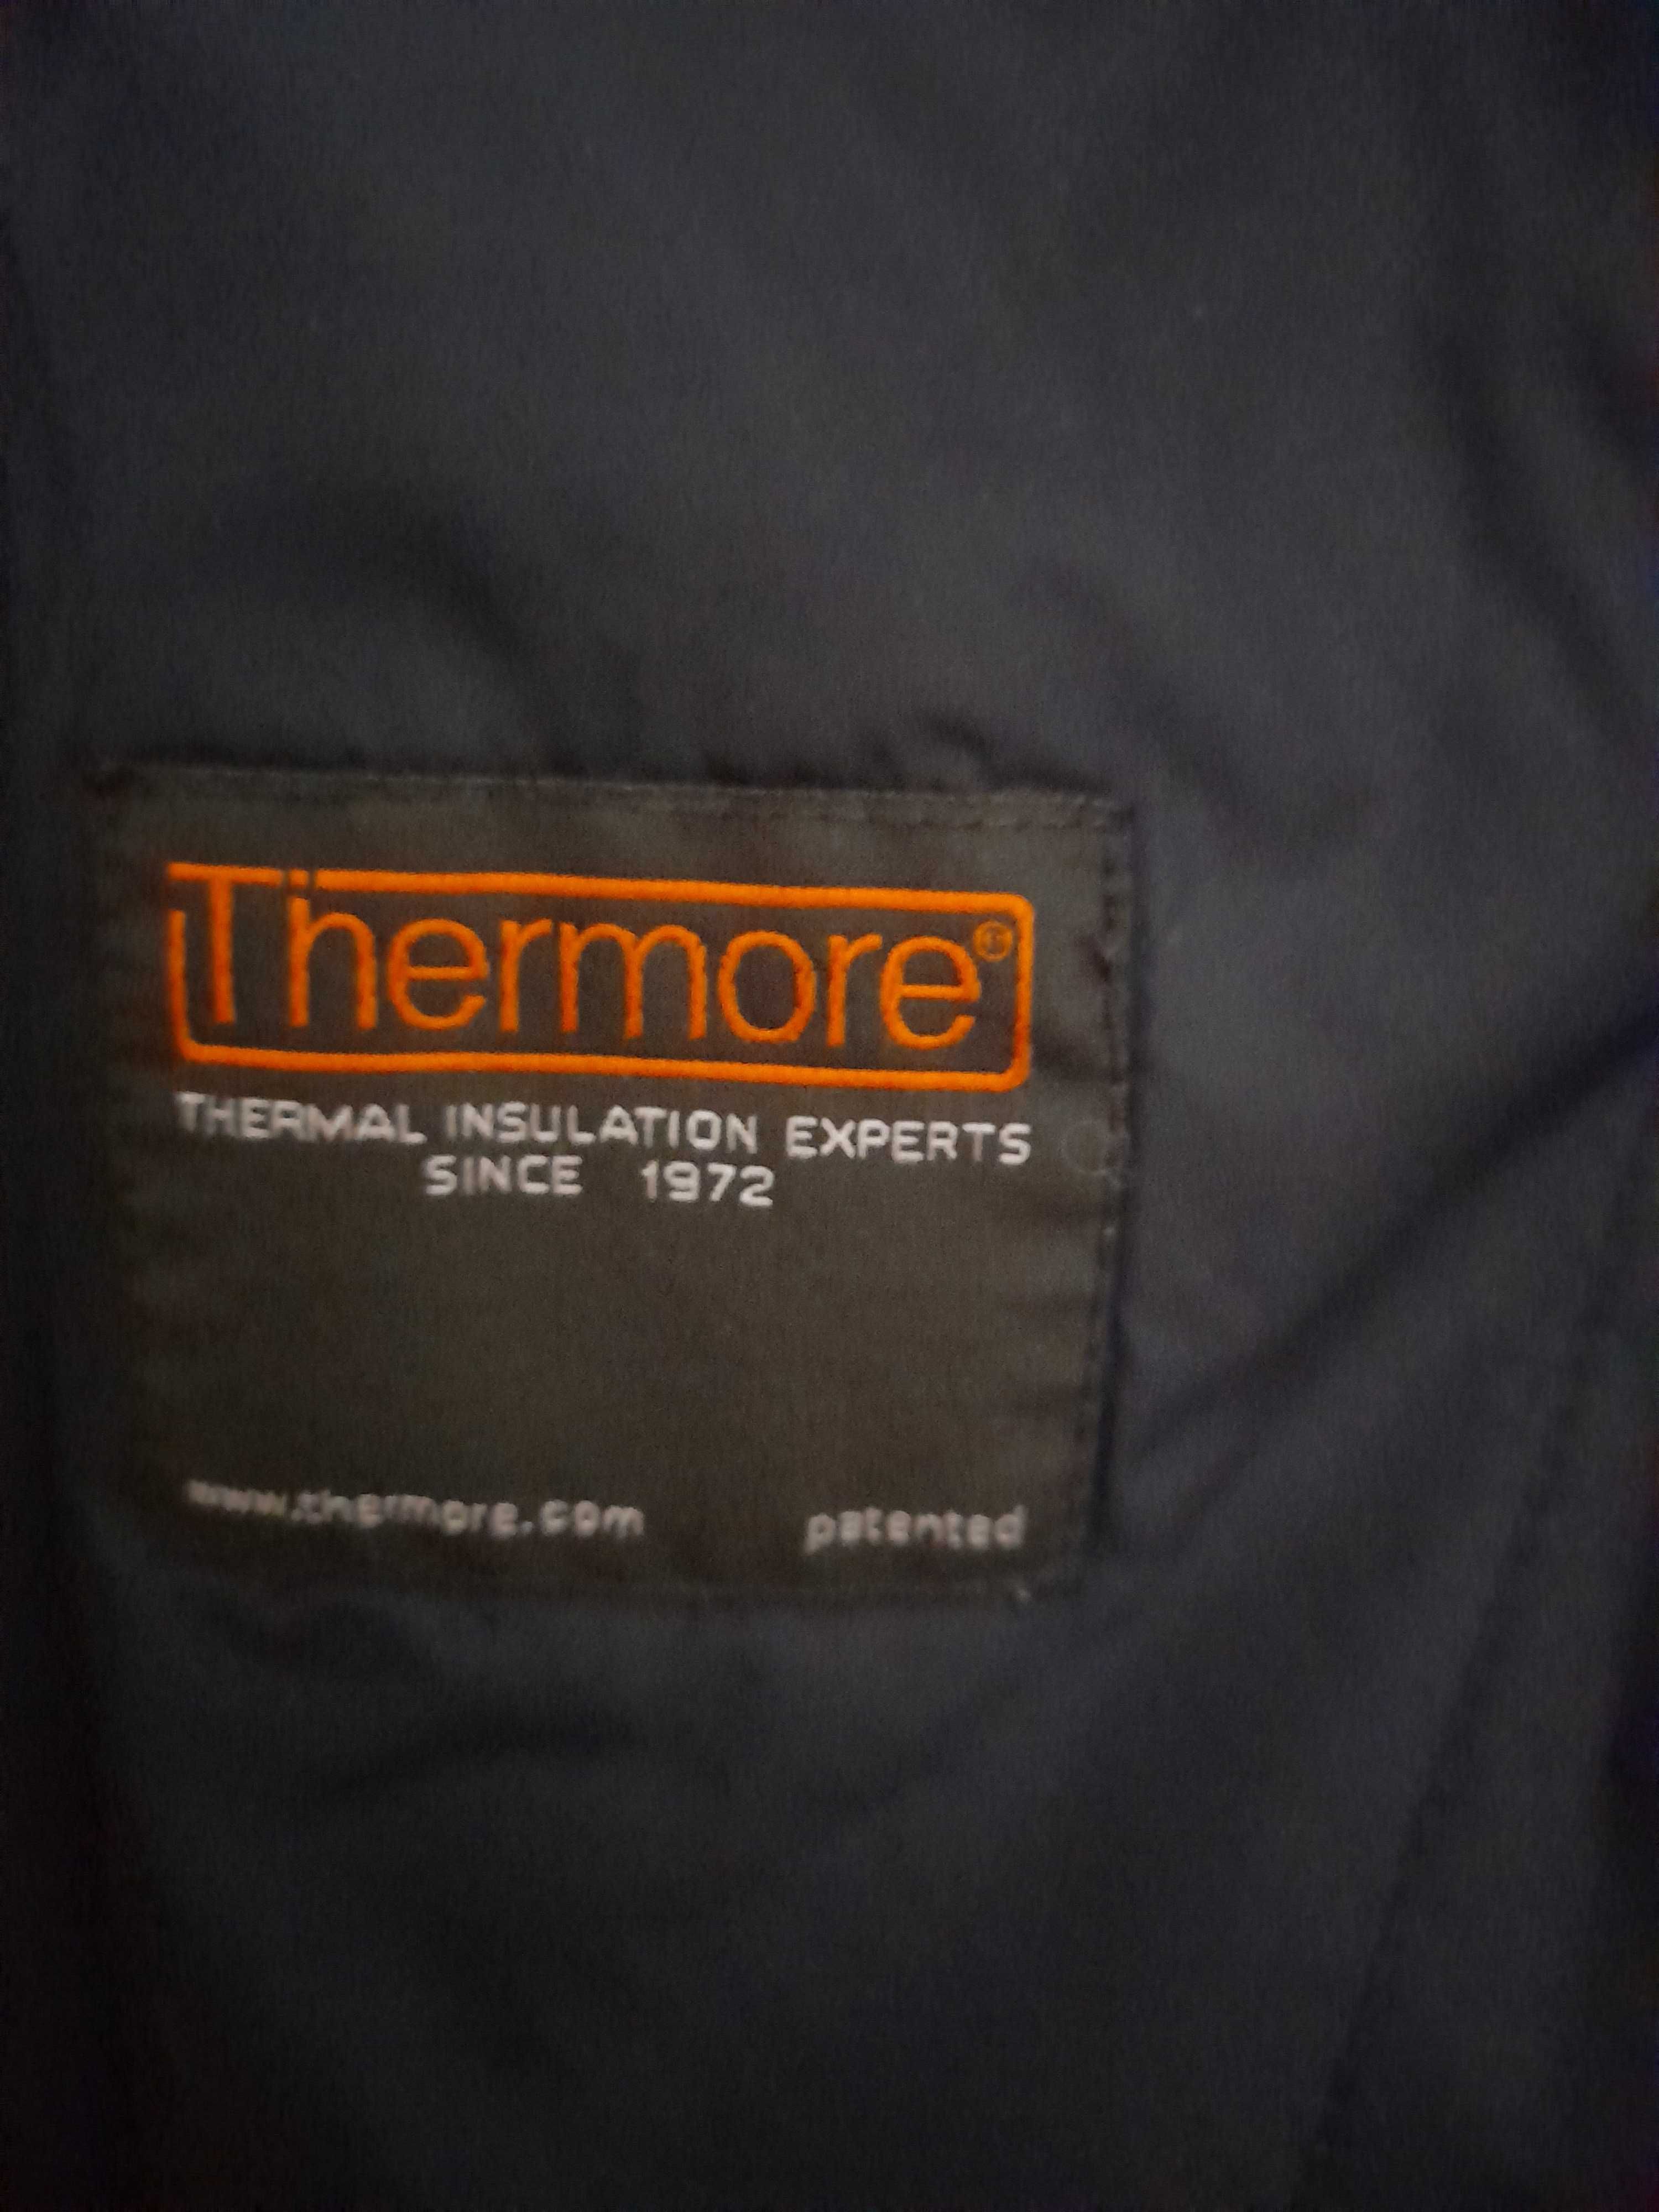 Thermore®
THERMAL INSULATION EXPERTS
SINCE 1972
www.thermore.com patented